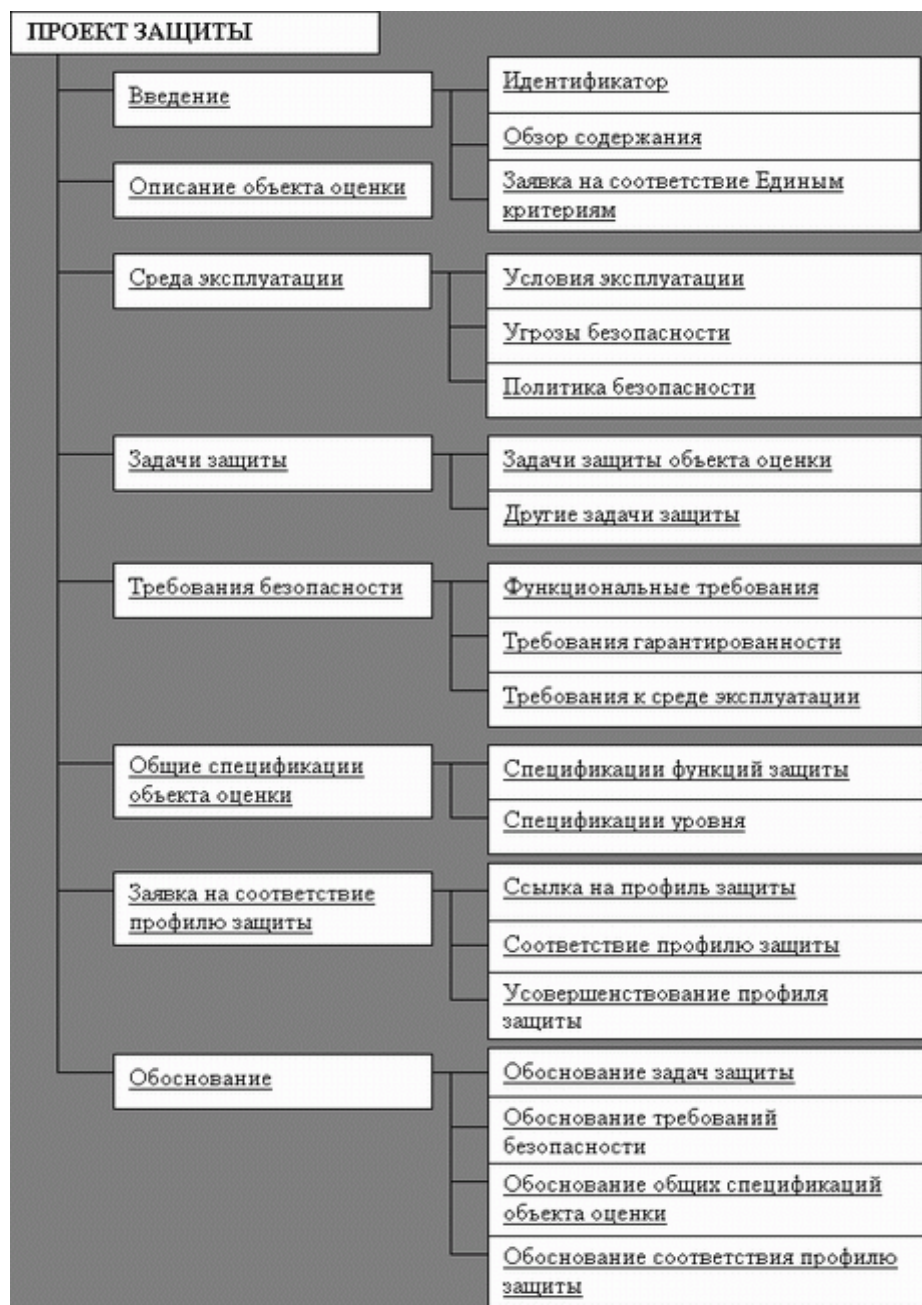 ПРОЕКТ ЗАЩИТЫ
Введение
Идентификатор
Обзор содержания
Заявка на соответствие Единым
критериям
Описание объекта оценки
Среда эксплуатации
Условия эксплуатации
Угрозы безопасности
Политика безопасности
Задачи защиты
Задачи защиты объекта оценки
Другие задачи защиты
Требования безопасности
Функциональные требования
Требования гарантированности
Требования к среде эксплуатации
Общие спецификации
объекта оценки
Спецификации функций защиты
Спецификации уровня
Заявка на соответствие
профилю защиты
Ссылка на профиль защиты
Соответствие профилю защиты
Усовершенствование профиля
защиты
Обоснование
Обоснование задач защиты
Обоснование требований
безопасности
Обоснование общих спецификаций
объекта оценки
Обоснование соответствия профилю
защиты